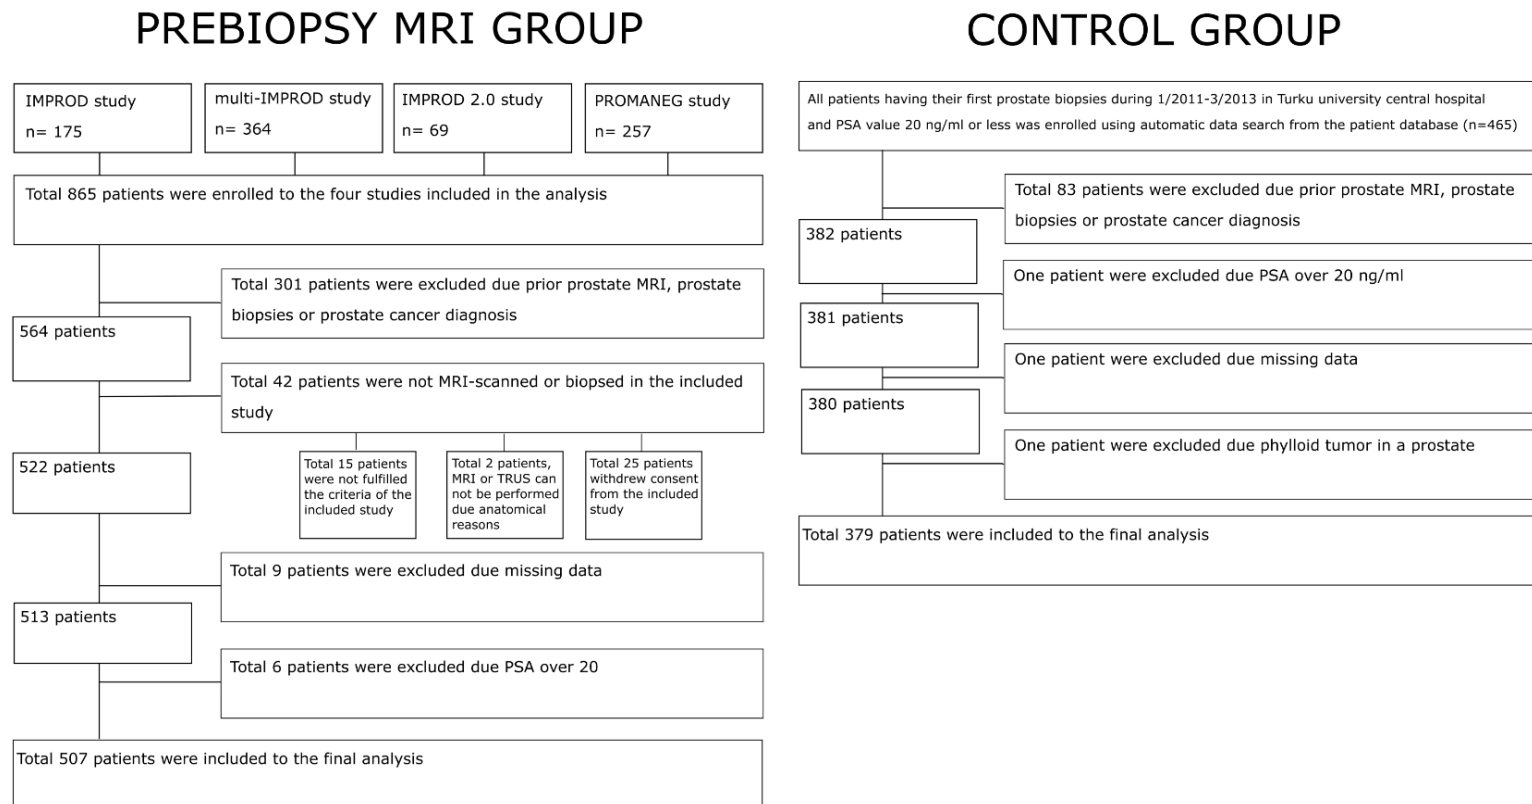 PREBIOPSY MRI GROUP
IMPROD study
n= 175
multi-IMPROD study
n= 364
IMPROD 2.0 study
n= 69
PROMANEG study
n= 257
Total 865 patients were enrolled to the four studies included in the analysis
Total 301 patients were excluded due prior prostate MRI, prostate
biopsies or prostate cancer diagnosis
564 patients
Total 42 patients were not MRI-scanned or biopsed in the included
study
Total 15 patients
were not fulfilled
the criteria of the
included study
Total 2 patients,
MRI or TRUS can
not be performed
due anatomical
reasons
Total 25 patients
withdrew consent
from the included
study
522 patients
Total 9 patients were excluded due missing data
513 patients
Total 6 patients were excluded due PSA over 20
Total 507 patients were included to the final analysis
CONTROL GROUP
All patients having their first prostate biopsies during 1/2011-3/2013 in Turku university central hospital
and PSA value 20 ng/ml or less was enrolled using automatic data search from the patient database (n=465)
Total 83 patients were excluded due prior prostate MRI, prostate
biopsies or prostate cancer diagnosis
382 patients
One patient were excluded due PSA over 20 ng/ml
381 patients
One patient were excluded due missing data
380 patients
One patient were excluded due phylloid tumor in a prostate
Total 379 patients were included to the final analysis